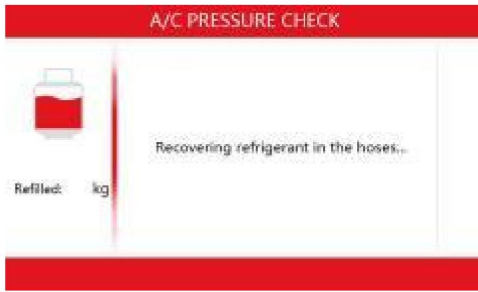 A/C PRESSURE CHECK
Recovering refrigerant in the hoses...
Refilled: kg